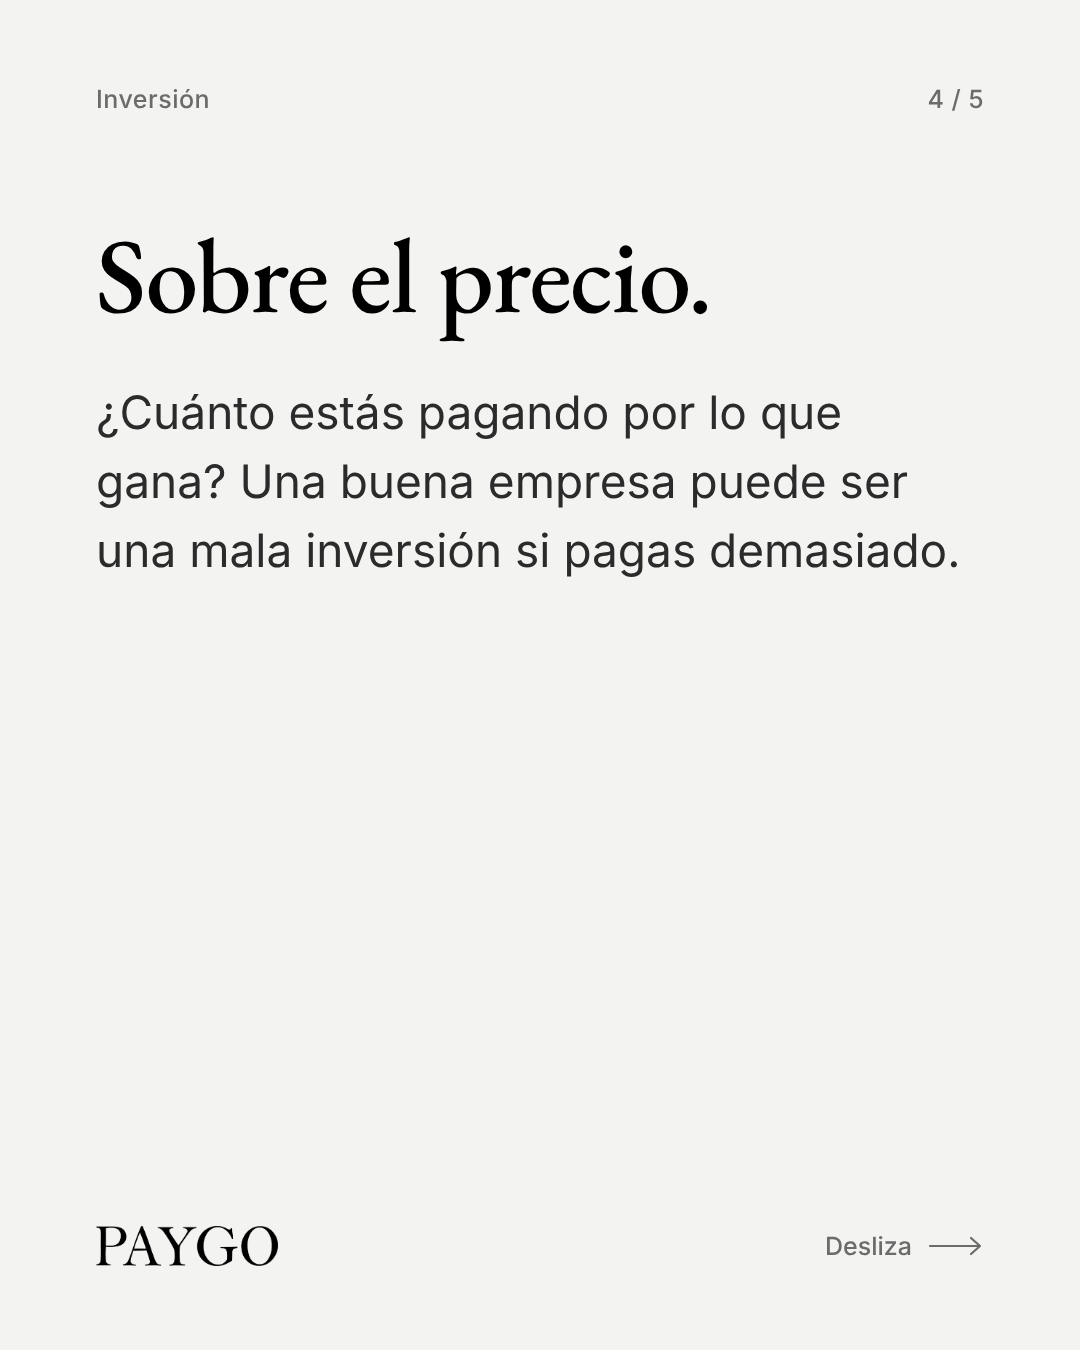 Inversión
4 / 5
Sobre el precio.
¿Cuánto estás pagando por lo que
gana? Una buena empresa puede ser
una mala inversión si pagas demasiado.
PAYGO
Desliza